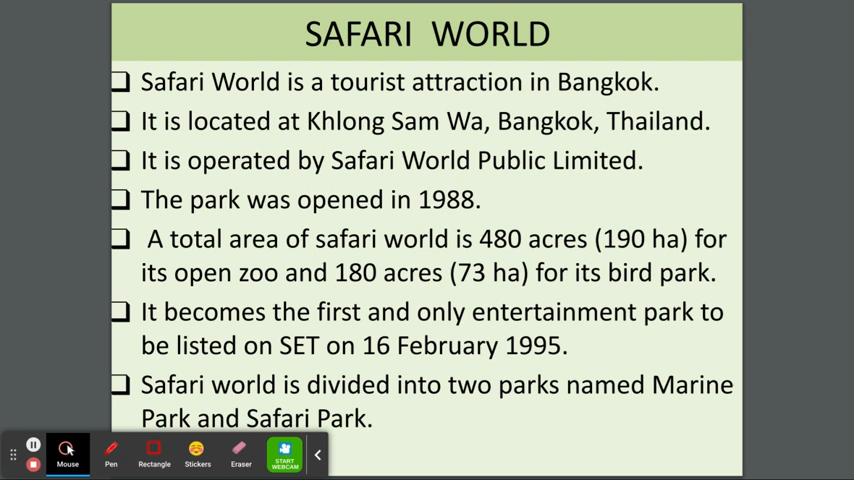 SAFARI WORLD
Safari World is a tourist attraction in Bangkok.
It is located at Khlong Sam Wa, Bangkok, Thailand.
It is operated by Safari World Public Limited.
The park was opened in 1988.
A total area of safari world is 480 acres (190 ha) for
its open zoo and 180 acres (73 ha) for its bird park.
It becomes the first and only entertainment park to
be listed on SET on 16 February 1995.
Safari world is divided into two parks named Marine
Park and Safari Park.
Mouse
Pen
Rectangle
Stickers
Eraser
START
WEBCAM